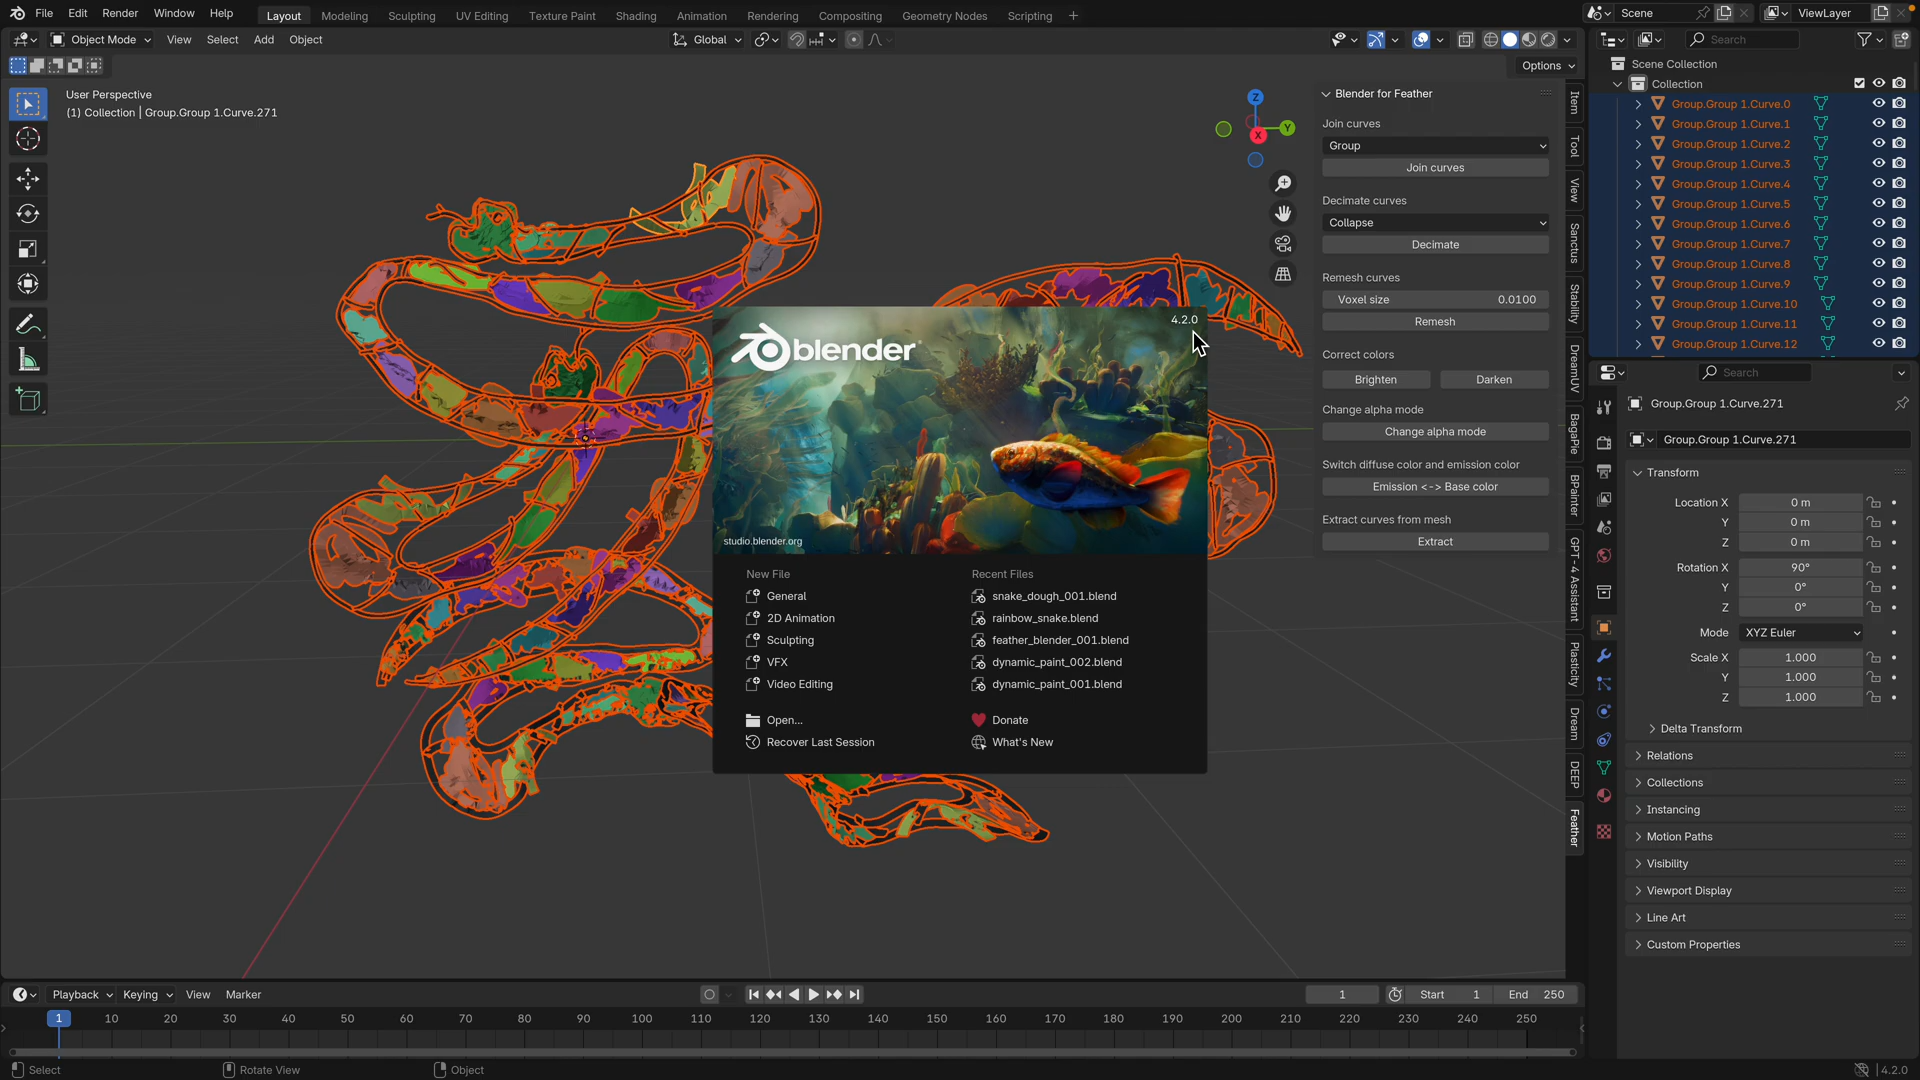 File Edit Render Window Help Layout Modeling Sculpting UV Editing Texture Paint Shading Animation Rendering Compositing Geometry Nodes Scripting + Scene ViewLayer
Object Mode View Select Add Object Global Search
Options
User Perspective
(1) Collection | Group.Group 1.Curve.271
Z
Y
X
Blender for Feather
Join curves
Group
Join curves
Decimate curves
Collapse
Decimate
Remesh curves
Voxel size 0.0100
Remesh
Correct colors
Brighten Darken
Change alpha mode
Change alpha mode
Switch diffuse color and emission color
Emission <-> Base color
Extract curves from mesh
Extract
Item
Tool
View
Sanctus
Stability
DreamUV
BagaPie
BPainter
GPT-4 Assistant
Plasticity
Dream
DEEP
Feather
Scene Collection
Collection
Group.Group 1.Curve.0
Group.Group 1.Curve.1
Group.Group 1.Curve.2
Group.Group 1.Curve.3
Group.Group 1.Curve.4
Group.Group 1.Curve.5
Group.Group 1.Curve.6
Group.Group 1.Curve.7
Group.Group 1.Curve.8
Group.Group 1.Curve.9
Group.Group 1.Curve.10
Group.Group 1.Curve.11
Group.Group 1.Curve.12
Search
Group.Group 1.Curve.271
Group.Group 1.Curve.271
Transform
Location X 0 m
Y 0 m
Z 0 m
Rotation X 90°
Y 0°
Z 0°
Mode XYZ Euler
Scale X 1.000
Y 1.000
Z 1.000
Delta Transform
Relations
Collections
Instancing
Motion Paths
Visibility
Viewport Display
Line Art
Custom Properties
4.2.0
blender
studio.blender.org
New File
General
2D Animation
Sculpting
VFX
Video Editing
Open...
Recover Last Session
Recent Files
snake_dough_001.blend
rainbow_snake.blend
feather_blender_001.blend
dynamic_paint_002.blend
dynamic_paint_001.blend
Donate
What's New
Playback Keying View Marker 1 Start 1 End 250
1 10 20 30 40 50 60 70 80 90 100 110 120 130 140 150 160 170 180 190 200 210 220 230 240 250
Select Rotate View Object 4.2.0